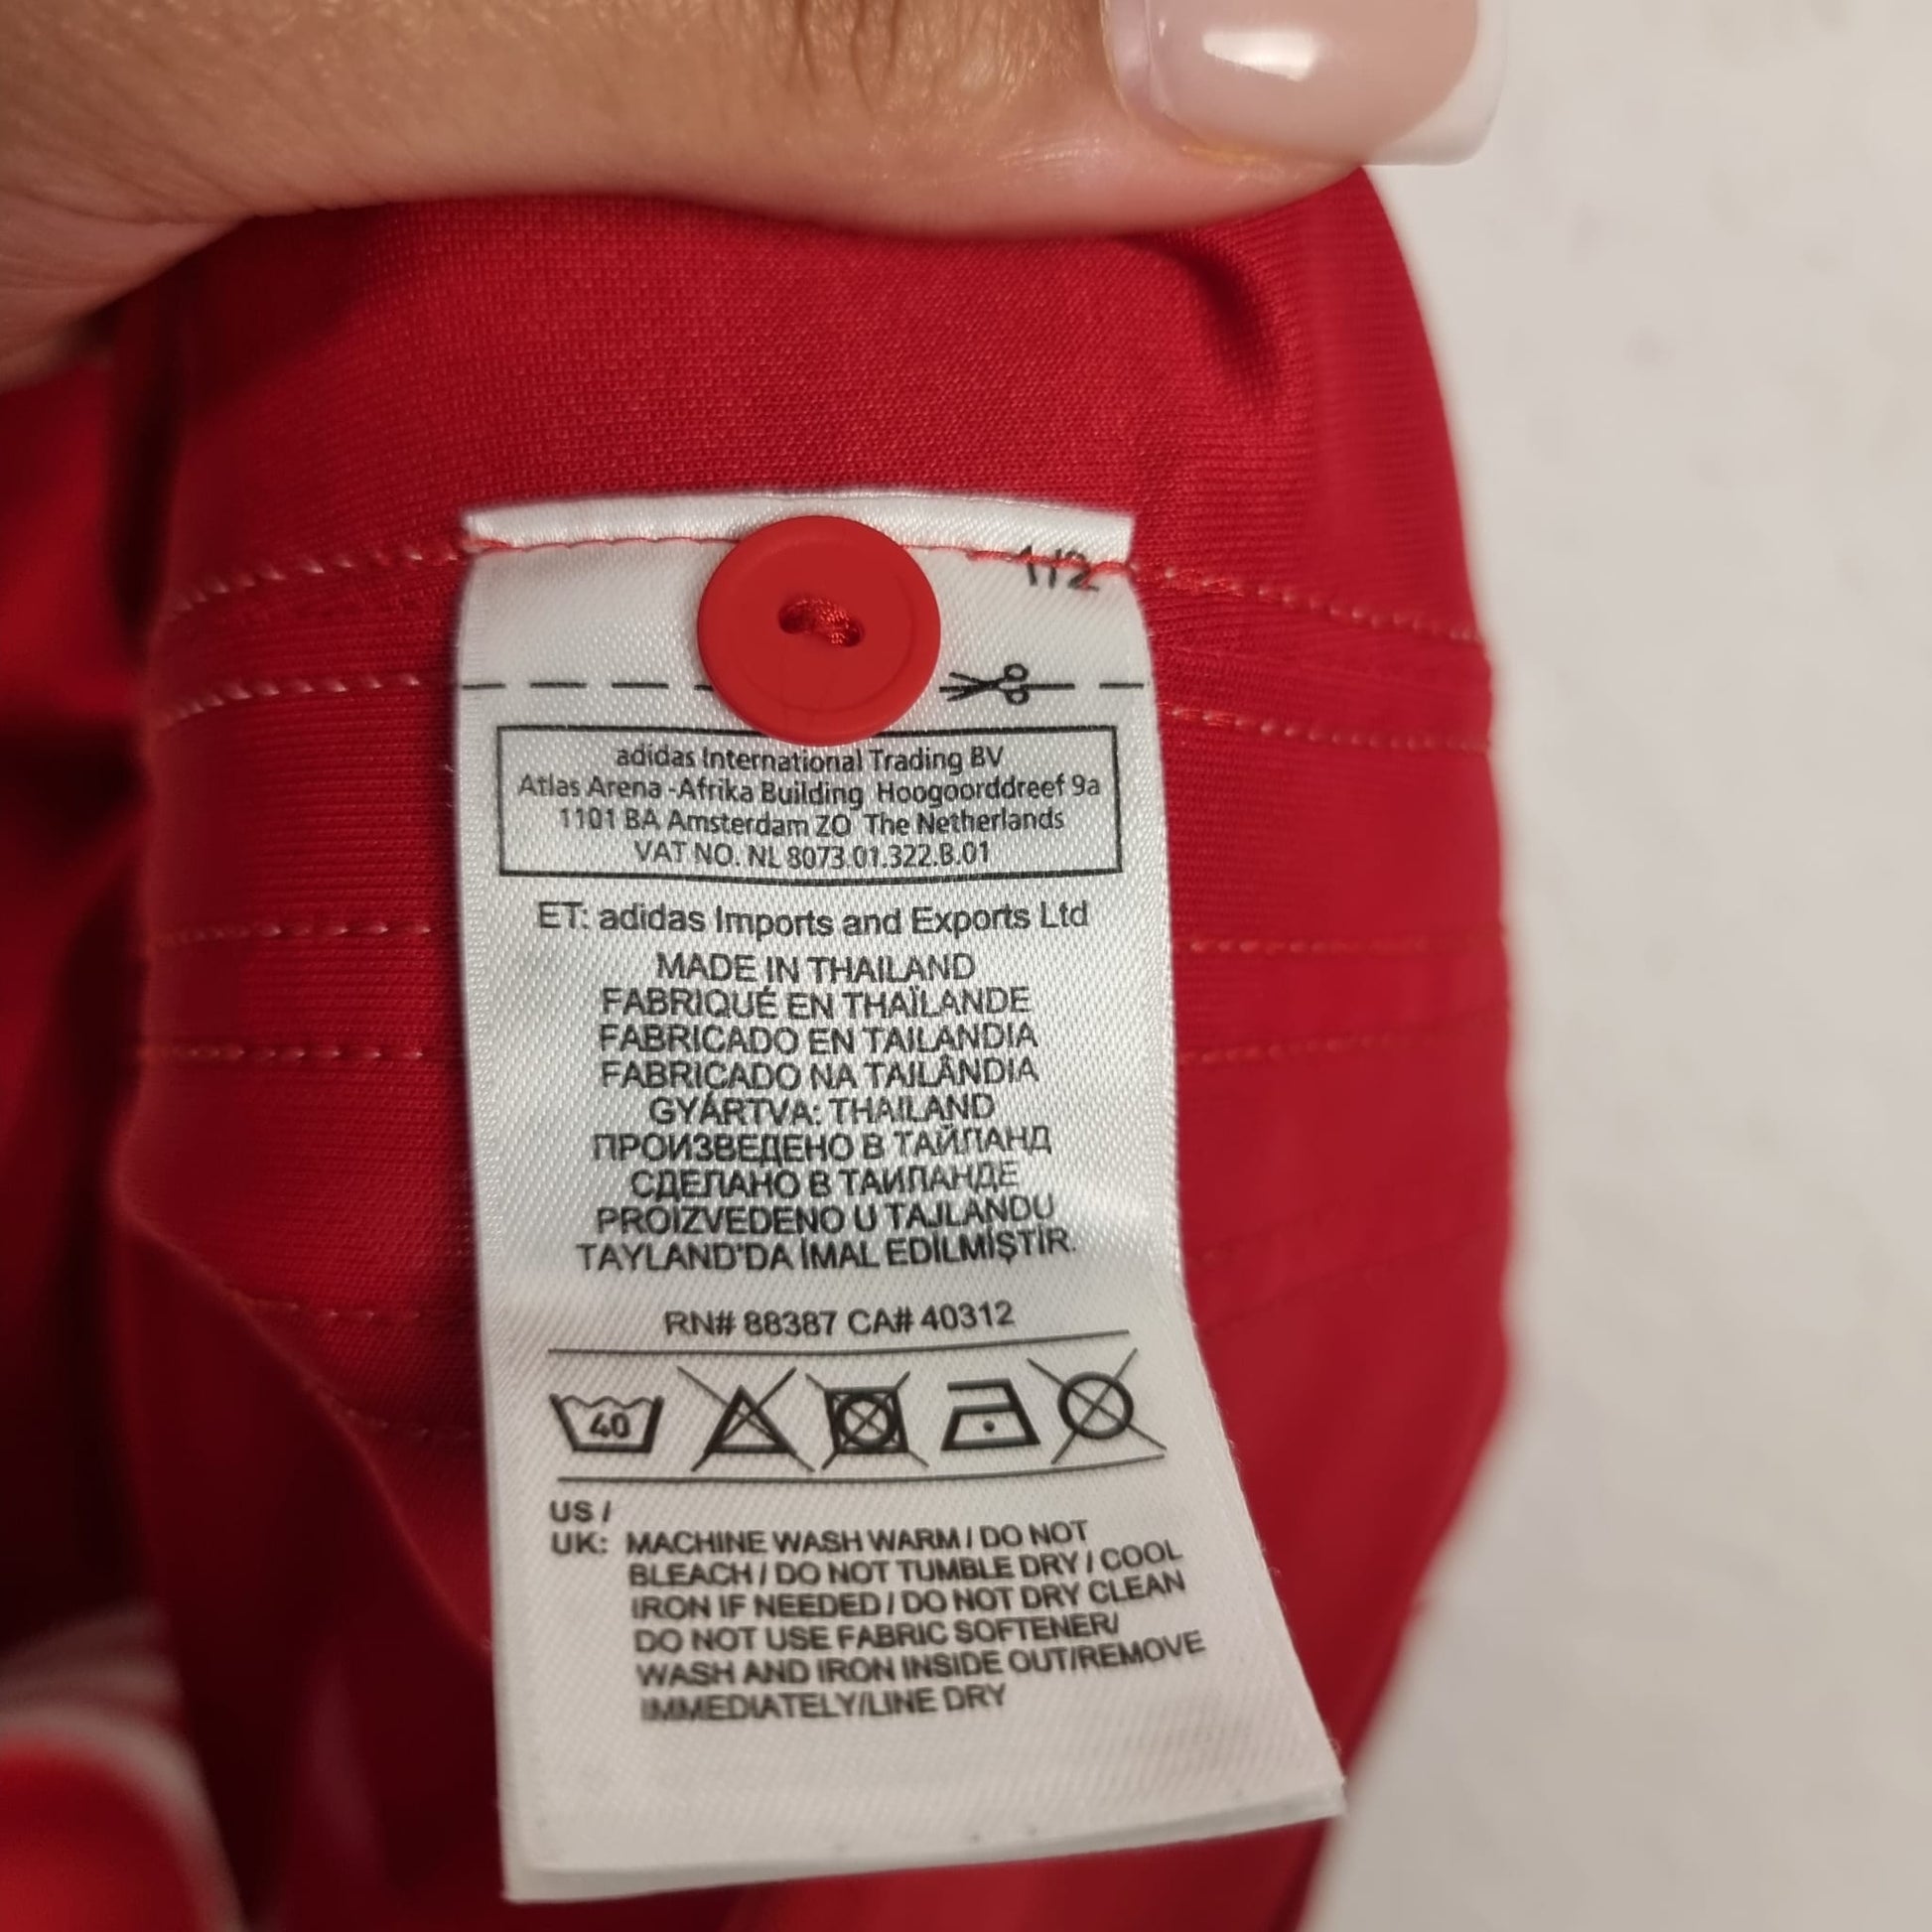 1/2
adidas International Trading BV
Atlas Arena -Afrika Building Hoogoorddreef 9a
1101 BA Amsterdam ZO The Netherlands
VAT NO. NL 8073.01.322.B.01
ET: adidas Imports and Exports Ltd
MADE IN THAILAND
FABRIQUÉ EN THAÏLANDE
FABRICADO EN TAILANDIA
FABRICADO NA TAILÂNDIA
GYÁRTVA: THAILAND
ПРОИЗВЕДЕНО В ТАЙЛАНД
СДЕЛАНО В ТАИЛАНДЕ
PROIZVEDENO U TAJLANDU
TAYLAND'DA İMAL EDİLMİŞTİR.
RN# 88387 CA# 40312
40
US /
UK: MACHINE WASH WARM / DO NOT
BLEACH / DO NOT TUMBLE DRY / COOL
IRON IF NEEDED / DO NOT DRY CLEAN
DO NOT USE FABRIC SOFTENER/
WASH AND IRON INSIDE OUT/REMOVE
IMMEDIATELY/LINE DRY